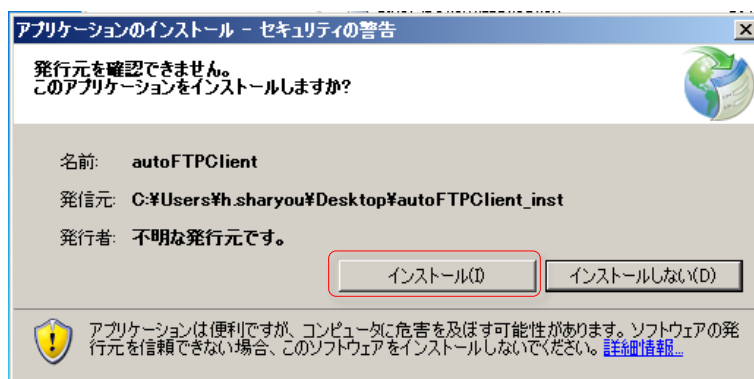 アプリケーションのインストール - セキュリティの警告
発行元を確認できません。
このアプリケーションをインストールしますか?
名前: autoFTPClient
発信元: C:¥Users¥h.sharyou¥Desktop¥autoFTPClient_inst
発行者: 不明な発行元です。
インストール(I) インストールしない(D)
アプリケーションは便利ですが、コンピュータに危害を及ぼす可能性があります。ソフトウェアの発
行元を信頼できない場合、このソフトウェアをインストールしないでください。詳細情報...